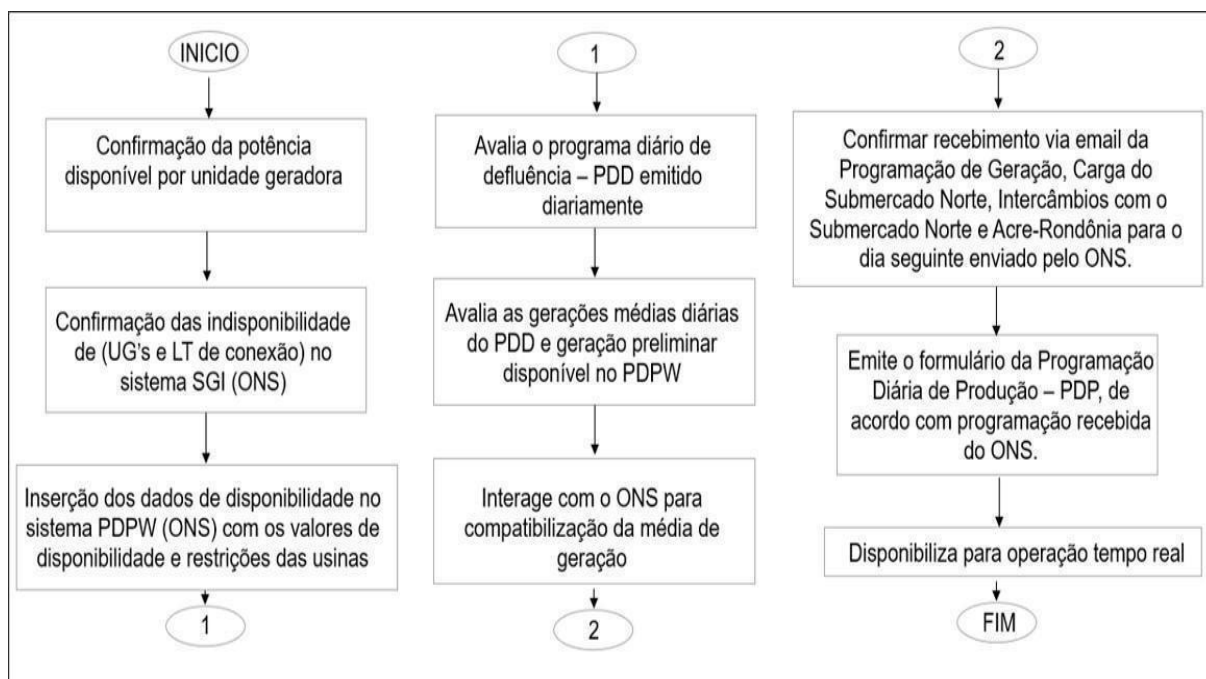 INICIO
Confirmação da potência
disponível por unidade geradora
Confirmação das indisponibilidade
de (UG's e LT de conexão) no
sistema SGI (ONS)
Inserção dos dados de disponibilidade no
sistema PDPW (ONS) com os valores de
disponibilidade e restrições das usinas
1
1
Avalia o programa diário de
defluência – PDD emitido
diariamente
Avalia as gerações médias diárias
do PDD e geração preliminar
disponível no PDPW
Interage com o ONS para
compatibilização da média de
geração
2
2
Confirmar recebimento via email da
Programação de Geração, Carga do
Submercado Norte, Intercâmbios com o
Submercado Norte e Acre-Rondônia para o
dia seguinte enviado pelo ONS.
Emite o formulário da Programação
Diária de Produção – PDP, de
acordo com programação recebida
do ONS.
Disponibiliza para operação tempo real
FIM